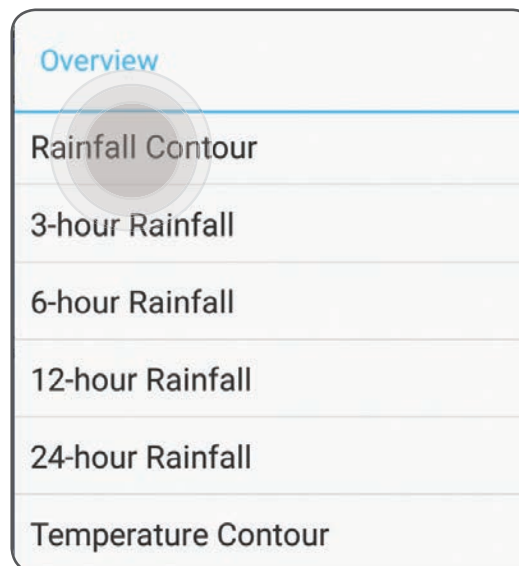 Overview
Rainfall Contour
3-hour Rainfall
6-hour Rainfall
12-hour Rainfall
24-hour Rainfall
Temperature Contour